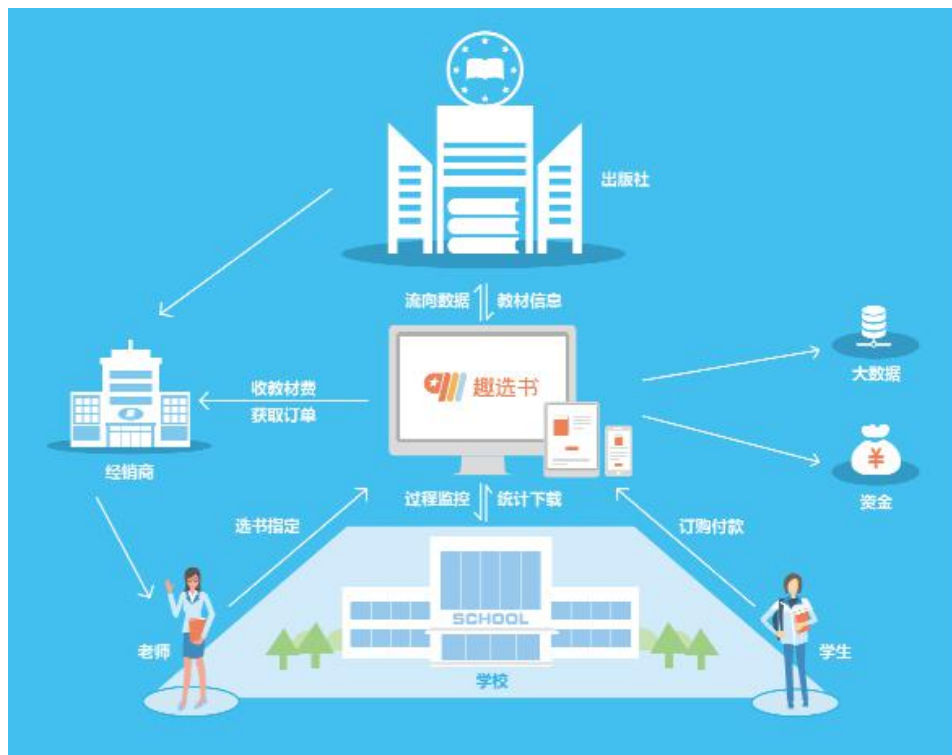 出版社
流向数据 教材信息
趣选书
大数据
收教材费
获取订单
经销商
资金
过程监控 统计下载
选书指定
订购付款
SCHOOL
老师
学生
学校